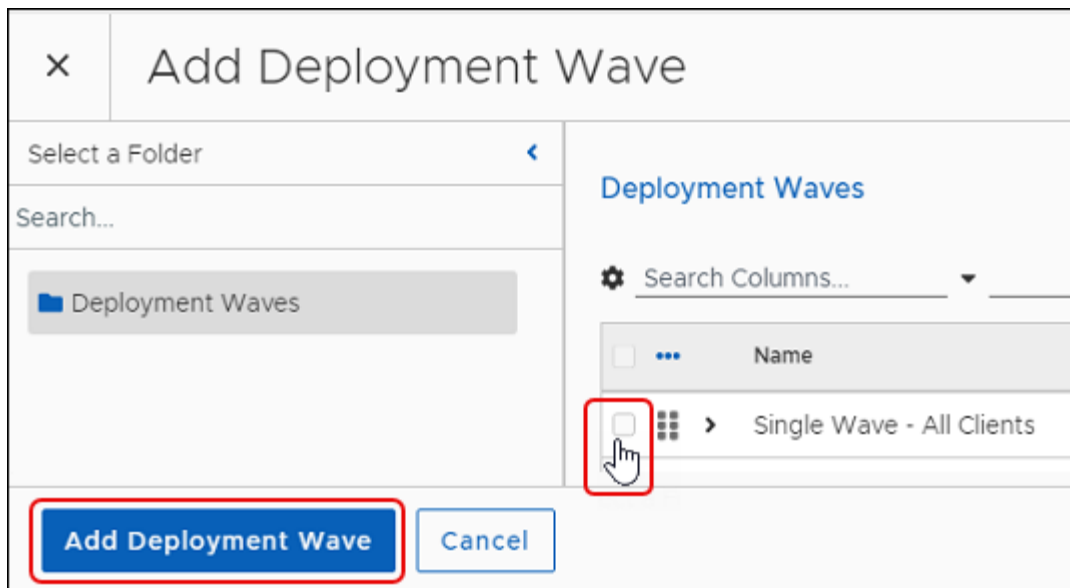 Add Deployment Wave
Select a Folder
Search...
Deployment Waves
Deployment Waves
Search Columns...
Name
Single Wave - All Clients
Add Deployment Wave
Cancel